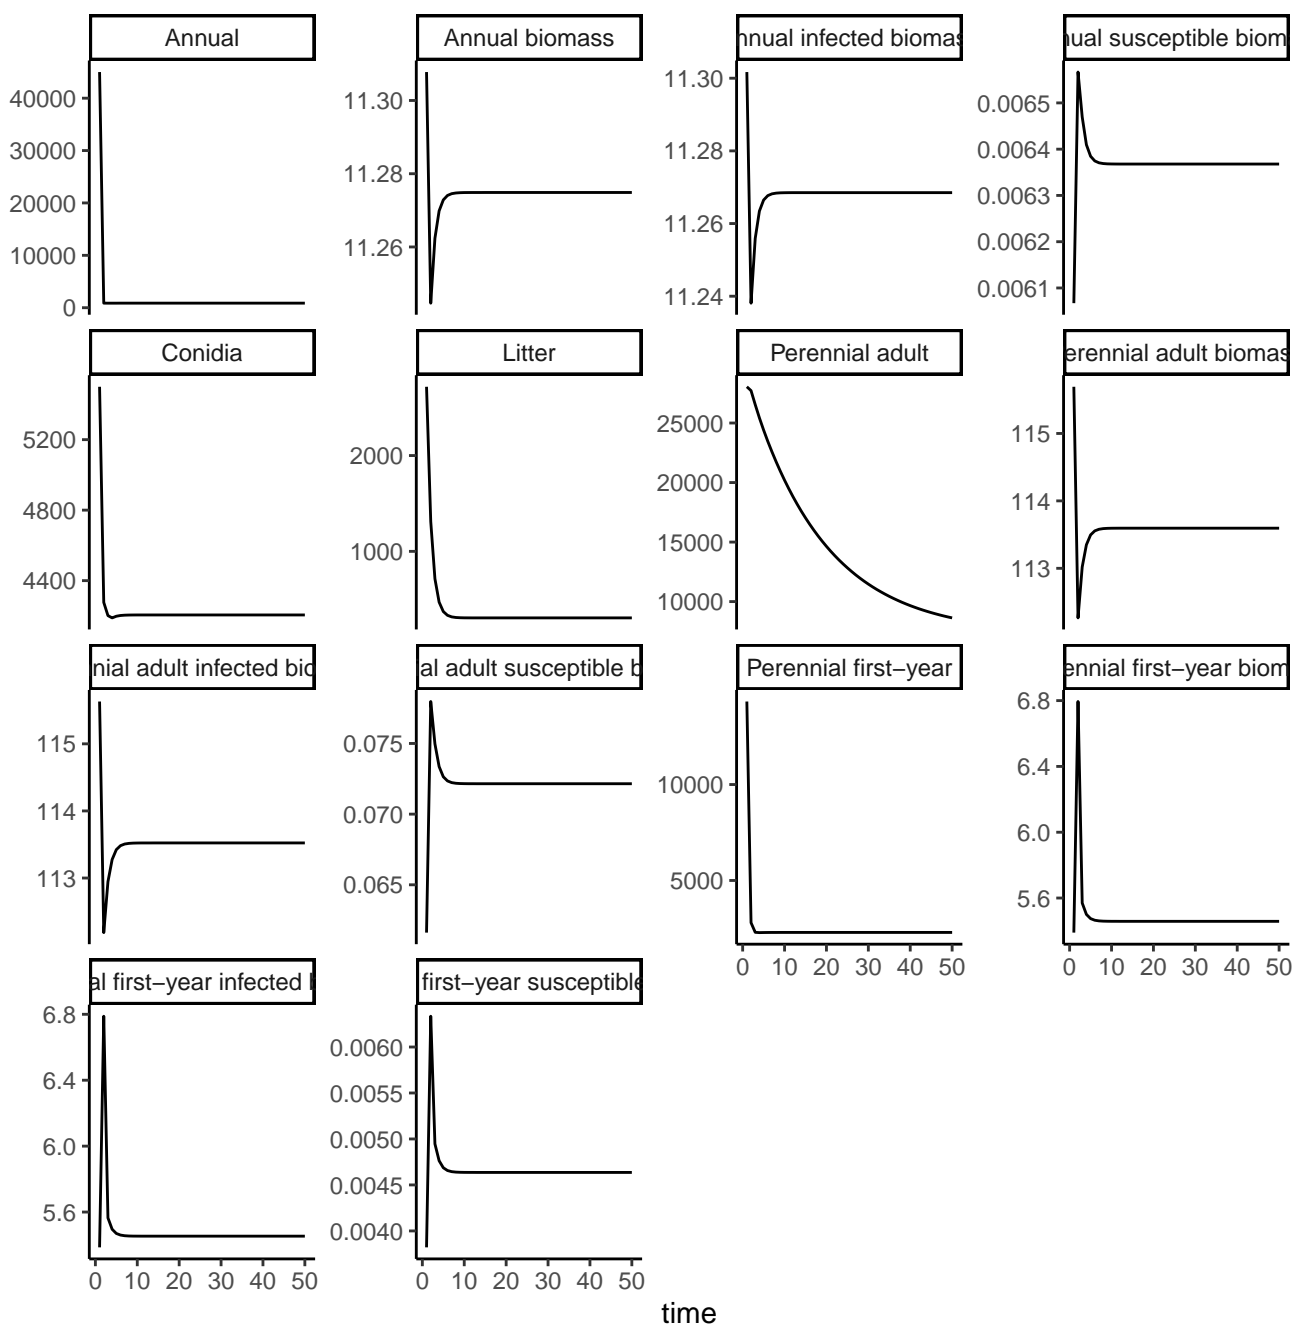 Annual
Annual biomass
nnual infected biomas
nual susceptible biom
40000
30000
20000
10000
0
11.30
11.28
11.26
11.30
11.28
11.26
11.24
0.0065
0.0064
0.0063
0.0062
0.0061
Conidia
Litter
Perennial adult
erennial adult biomas
5200
4800
4400
2000
1000
25000
20000
15000
10000
115
114
113
nial adult infected bio
al adult susceptible b
Perennial first−year
ennial first−year biom
115
114
113
0.075
0.070
0.065
10000
5000
6.8
6.4
6.0
5.6
0 10 20 30 40 50
0 10 20 30 40 50
al first−year infected b
first−year susceptible
6.8
6.4
6.0
5.6
0.0060
0.0055
0.0050
0.0045
0.0040
0 10 20 30 40 50
0 10 20 30 40 50
time